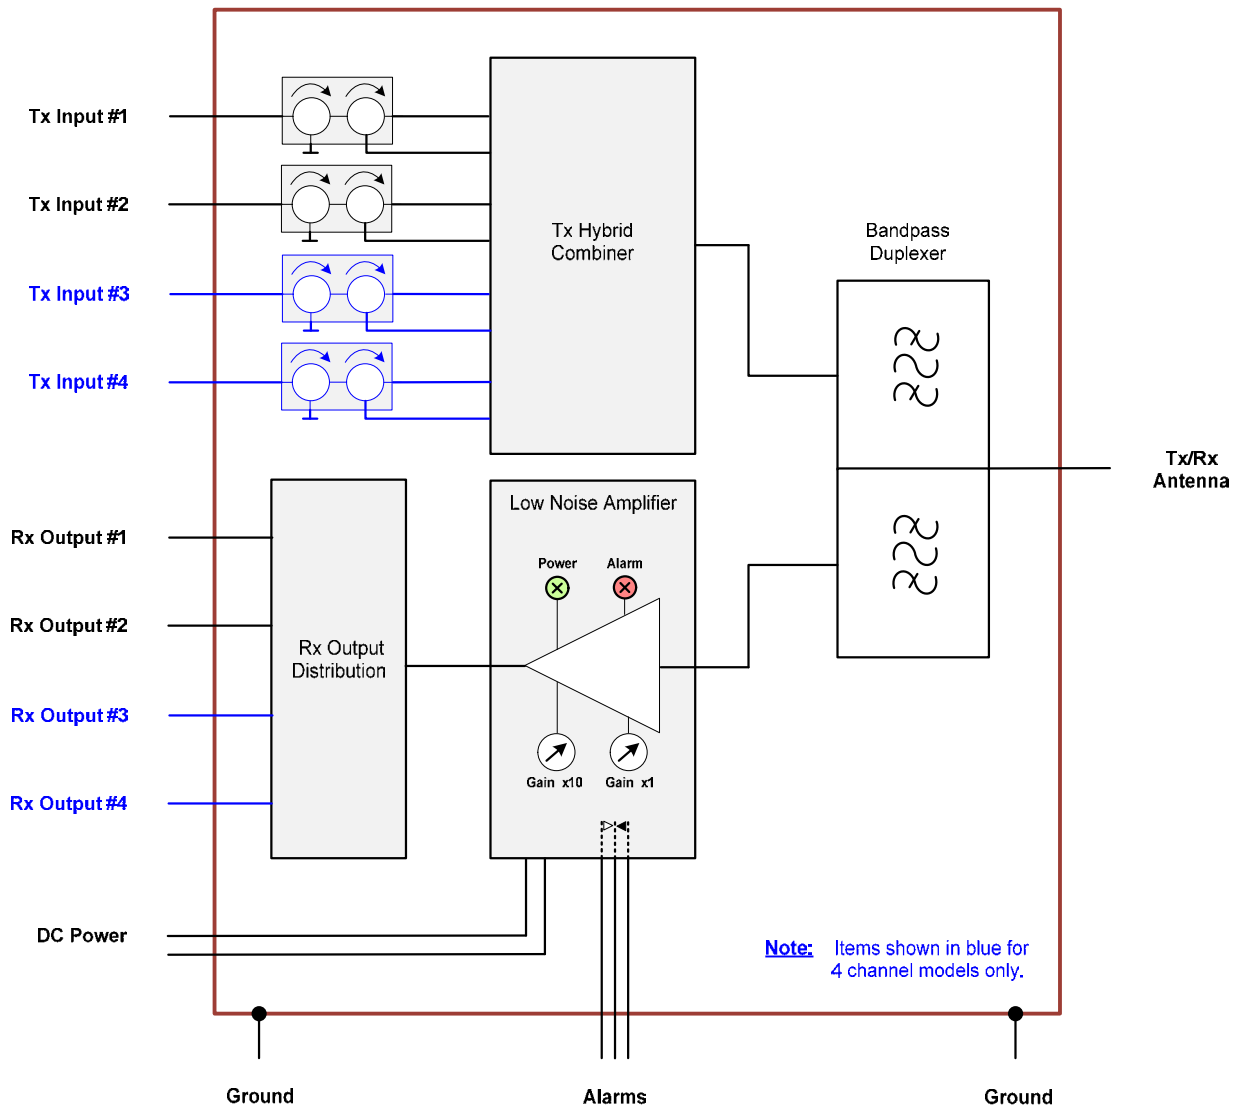 Tx Input #1
Tx Input #2
Tx Input #3
Tx Input #4
Tx Hybrid
Combiner
Bandpass
Duplexer
Tx/Rx
Antenna
Rx Output #1
Rx Output #2
Rx Output #3
Rx Output #4
Rx Output
Distribution
Low Noise Amplifier
Power
Alarm
Gain x10
Gain x1
DC Power
Note: Items shown in blue for
4 channel models only.
Ground
Alarms
Ground